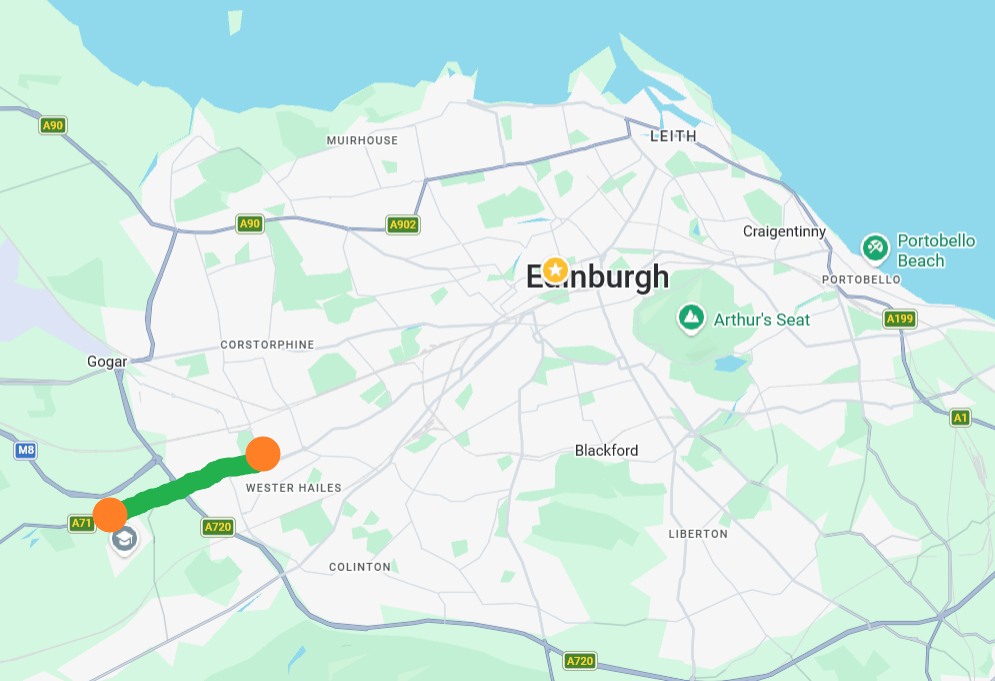 A90
MUIRHOUSE
LEITH
A90
A902
Craigentinny
Portobello
Beach
Edinburgh
PORTOBELLO
Arthur's Seat
A199
CORSTORPHINE
Gogar
A1
M8
Blackford
WESTER HAILES
A71
A720
LIBERTON
COLINTON
A720